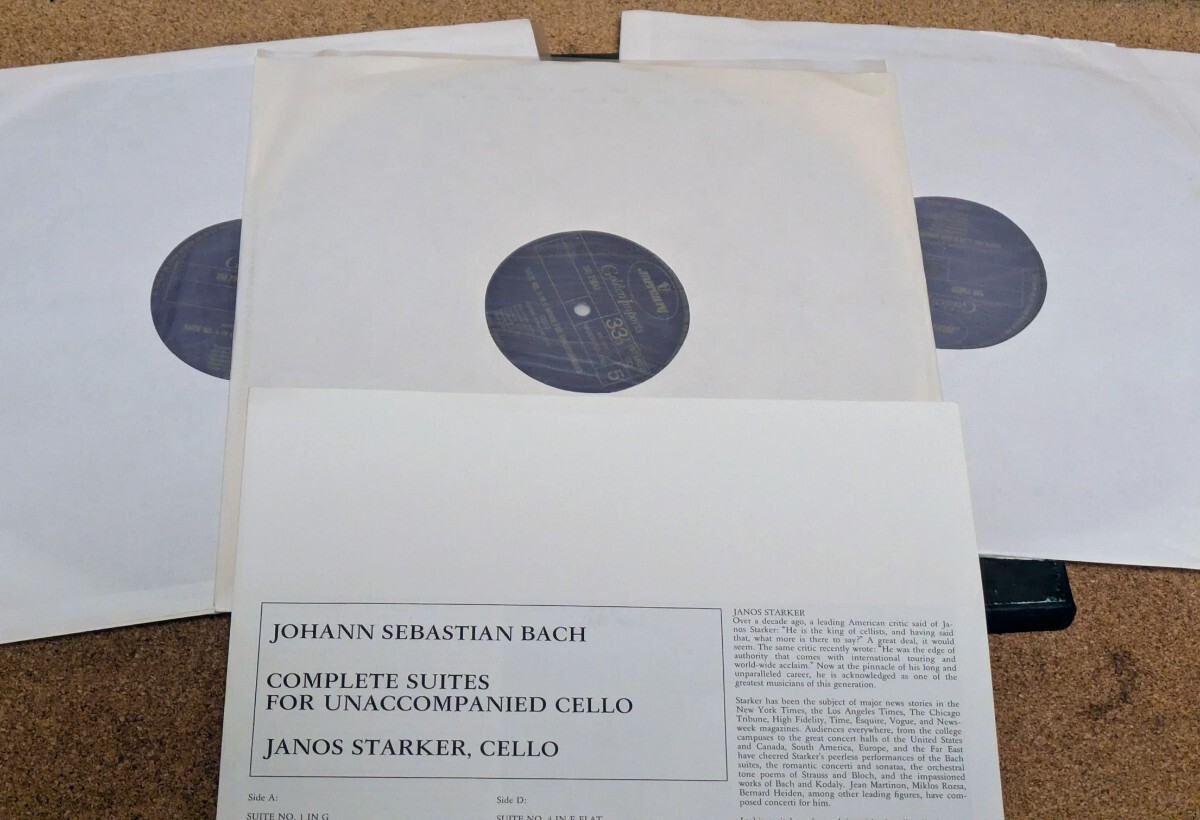 mercury
Golden Imports
33⅓
5
JOHANN SEBASTIAN BACH
COMPLETE SUITES
FOR UNACCOMPANIED CELLO
JANOS STARKER, CELLO
Side A:
SUITE NO. 1 IN G
Side D:
SUITE NO. 4 IN E FLAT
JANOS STARKER
Over a decade ago, a leading American critic said of Ja-
nos Starker: "He is the king of cellists, and having said
that, what more is there to say?" A great deal, it would
seem. The same critic recently wrote: "He was the edge of
authority that comes with international touring and
world-wide acclaim." Now at the pinnacle of his long and
unparalleled career, he is acknowledged as one of the
greatest musicians of this generation.
Starker has been the subject of major news stories in the
New York Times, the Los Angeles Times, The Chicago
Tribune, High Fidelity, Time, Esquire, Vogue, and News-
week magazines. Audiences everywhere, from the college
campuses to the great concert halls of the United States
and Canada, South America, Europe, and the Far East
have cheered Starker's peerless performances of the Bach
suites, the romantic concerti and sonatas, the orchestral
tone poems of Strauss and Bloch, and the impassioned
works of Bach and Kodaly. Jean Martinon, Miklos Rozsa,
Bernard Heiden, among other leading figures, have com-
posed concerti for him.